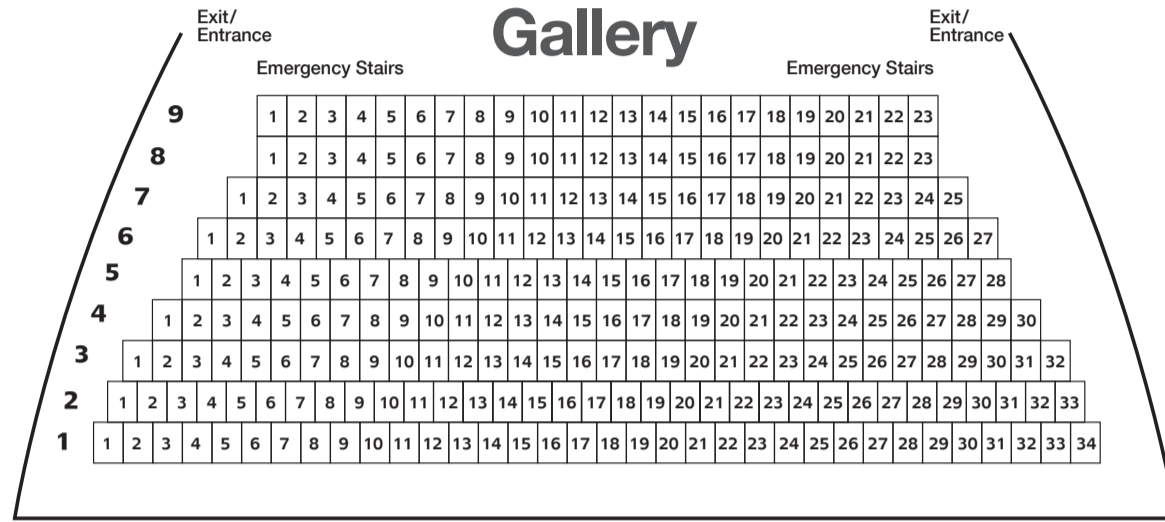 Exit/
Entrance
Gallery
Exit/
Entrance
Emergency Stairs
Emergency Stairs
9 1 2 3 4 5 6 7 8 9 10 11 12 13 14 15 16 17 18 19 20 21 22 23
8 1 2 3 4 5 6 7 8 9 10 11 12 13 14 15 16 17 18 19 20 21 22 23
7 1 2 3 4 5 6 7 8 9 10 11 12 13 14 15 16 17 18 19 20 21 22 23 24 25
6 1 2 3 4 5 6 7 8 9 10 11 12 13 14 15 16 17 18 19 20 21 22 23 24 25 26 27
5 1 2 3 4 5 6 7 8 9 10 11 12 13 14 15 16 17 18 19 20 21 22 23 24 25 26 27 28
4 1 2 3 4 5 6 7 8 9 10 11 12 13 14 15 16 17 18 19 20 21 22 23 24 25 26 27 28 29 30
3 1 2 3 4 5 6 7 8 9 10 11 12 13 14 15 16 17 18 19 20 21 22 23 24 25 26 27 28 29 30 31 32
2 1 2 3 4 5 6 7 8 9 10 11 12 13 14 15 16 17 18 19 20 21 22 23 24 25 26 27 28 29 30 31 32 33
1 1 2 3 4 5 6 7 8 9 10 11 12 13 14 15 16 17 18 19 20 21 22 23 24 25 26 27 28 29 30 31 32 33 34